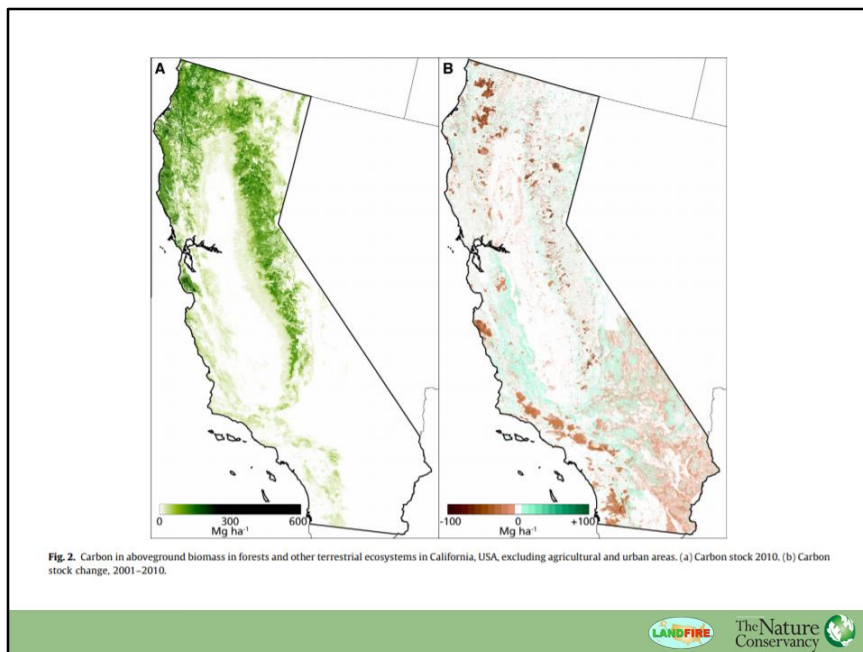 A
B
0 300 600
Mg ha⁻¹
-100 0 +100
Mg ha⁻¹
Fig. 2. Carbon in aboveground biomass in forests and other terrestrial ecosystems in California, USA, excluding agricultural and urban areas. (a) Carbon stock 2010. (b) Carbon
stock change, 2001–2010.
LANDFIRE
The Nature
Conservancy